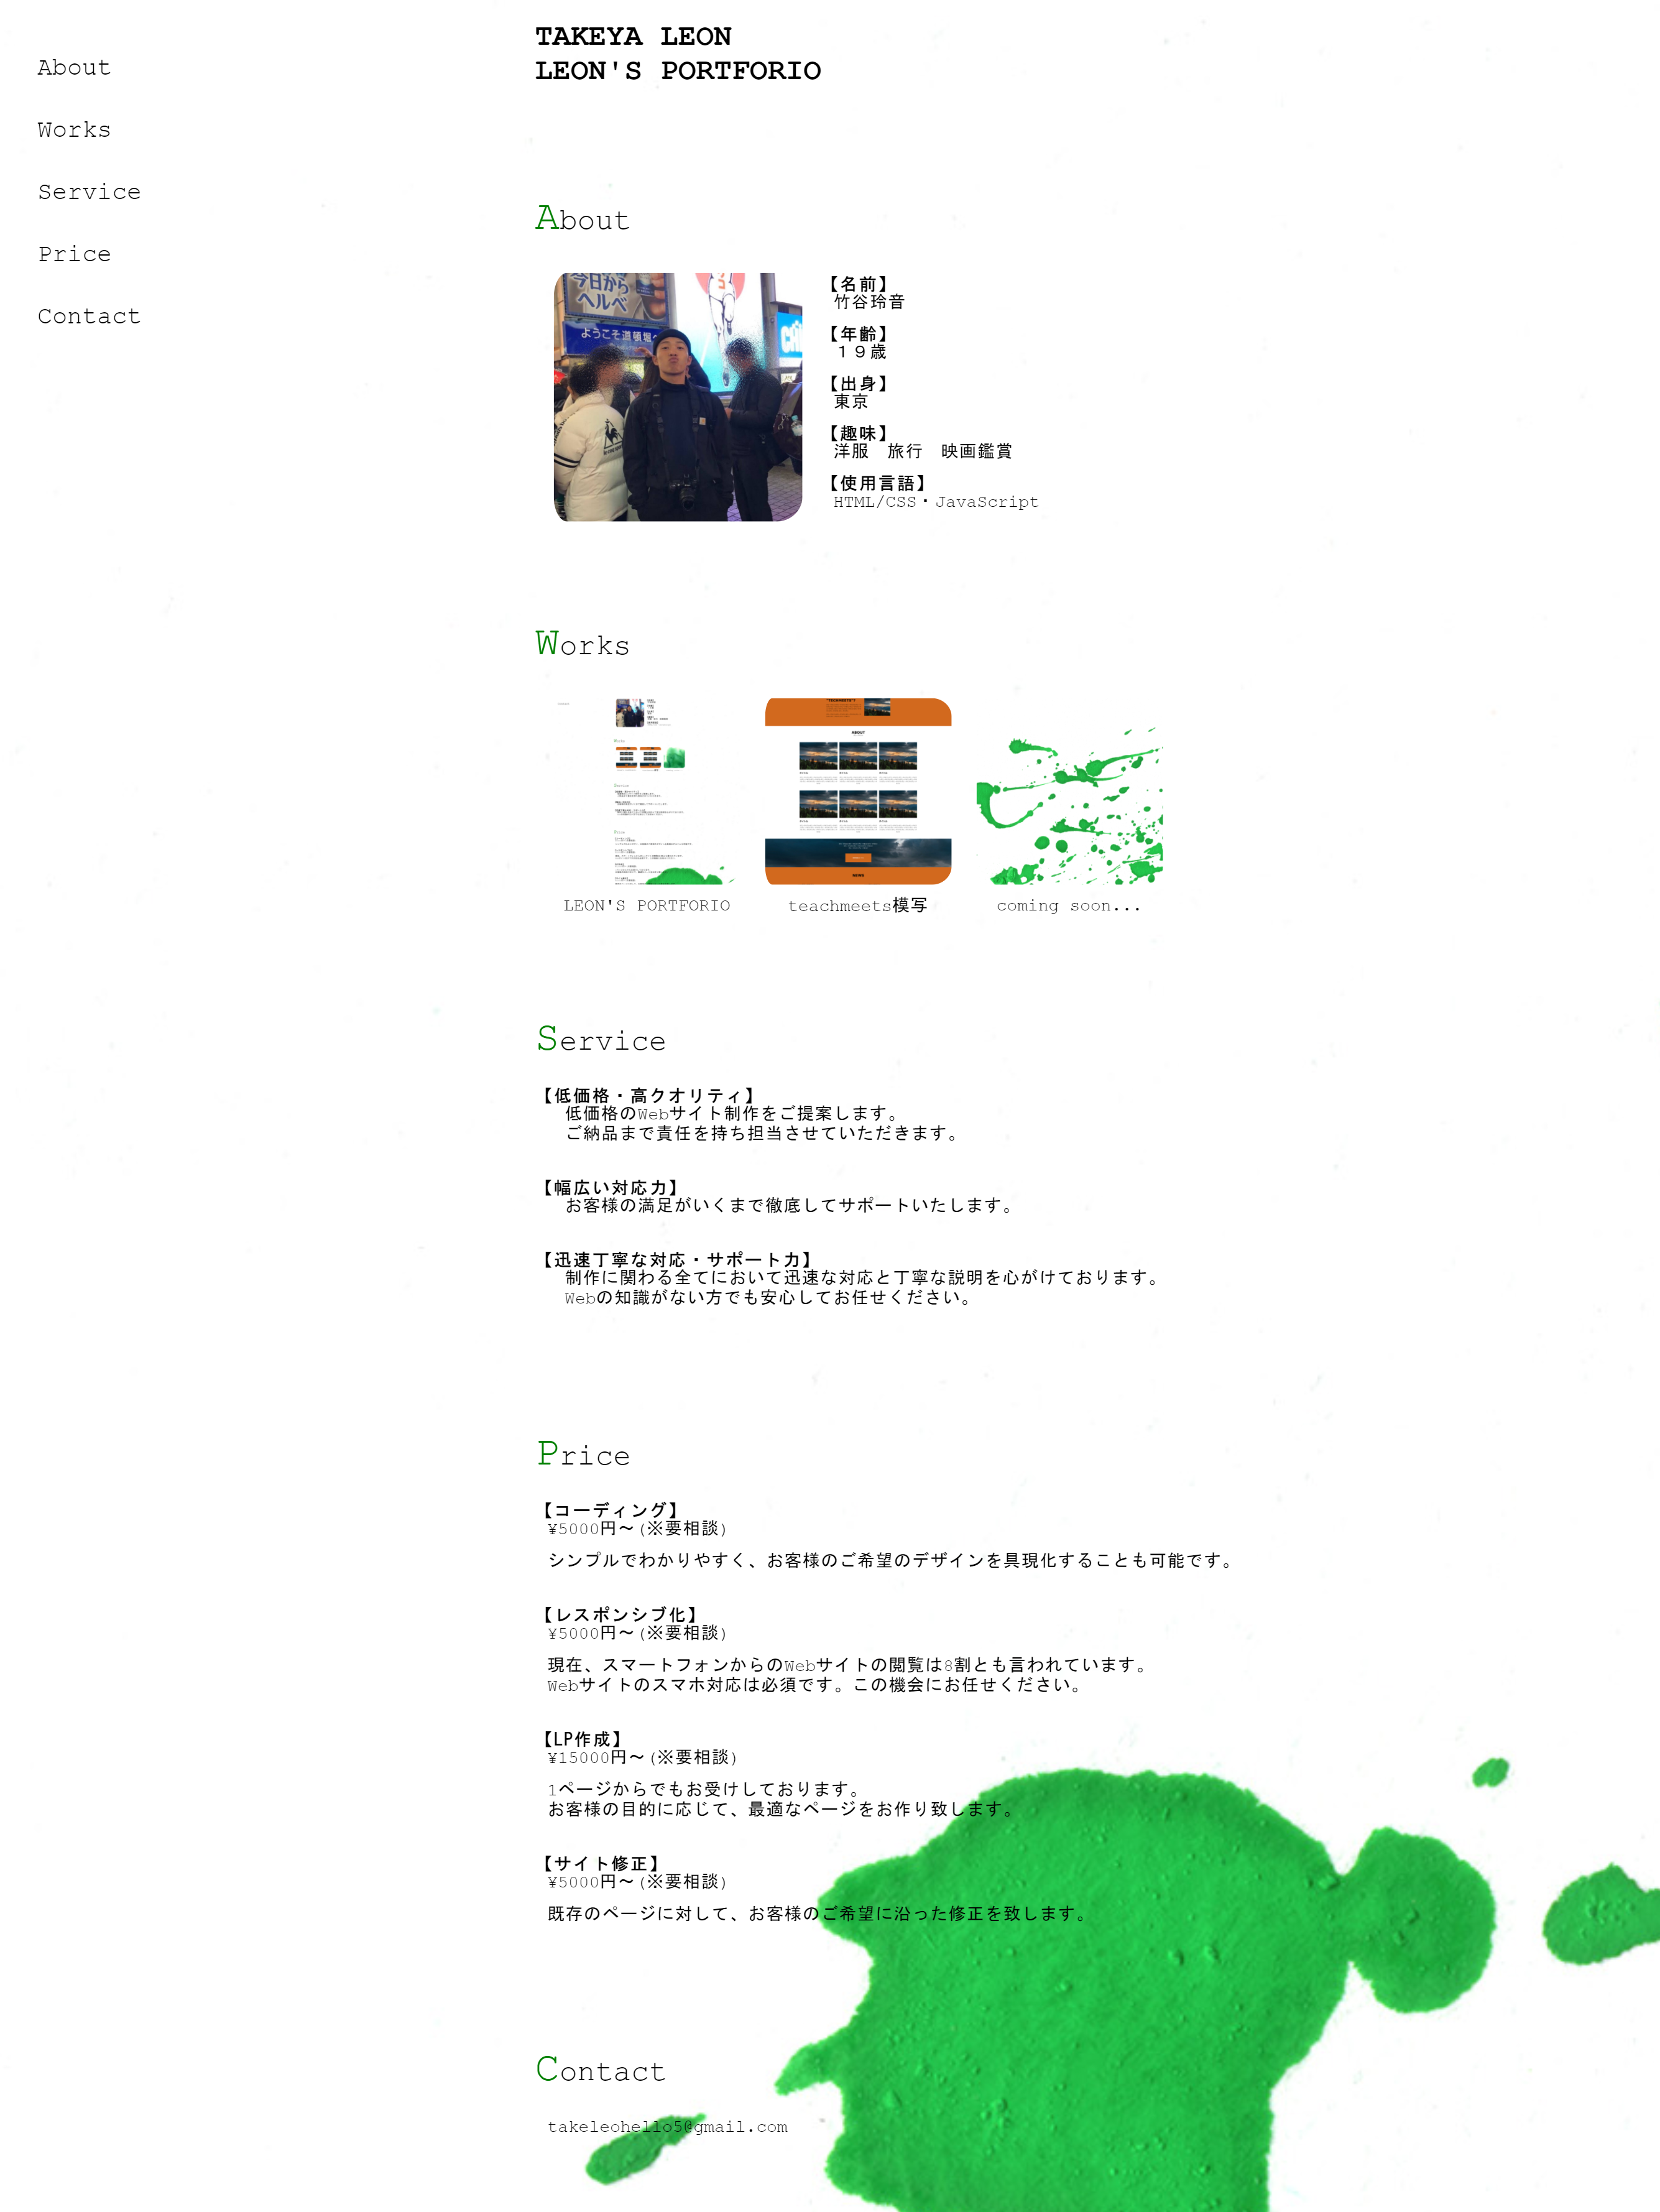 About
Works
Service
Price
Contact
TAKEYA LEON
LEON'S PORTFORIO
About
今日から
ヘルベ
ようこそ道頓堀へ
【名前】
竹谷玲音
【年齢】
１９歳
【出身】
東京
【趣味】
洋服　旅行　映画鑑賞
【使用言語】
HTML/CSS・JavaScript
Works
ABOUT
NEWS
LEON'S PORTFORIO
teachmeets模写
coming soon...
Service
【低価格・高クオリティ】
低価格のWebサイト制作をご提案します。
ご納品まで責任を持ち担当させていただきます。
【幅広い対応力】
お客様の満足がいくまで徹底してサポートいたします。
【迅速丁寧な対応・サポート力】
制作に関わる全てにおいて迅速な対応と丁寧な説明を心がけております。
Webの知識がない方でも安心してお任せください。
Price
【コーディング】
¥5000円〜(※要相談)
シンプルでわかりやすく、お客様のご希望のデザインを具現化することも可能です。
【レスポンシブ化】
¥5000円〜(※要相談)
現在、スマートフォンからのWebサイトの閲覧は8割とも言われています。
Webサイトのスマホ対応は必須です。この機会にお任せください。
【LP作成】
¥15000円〜(※要相談)
1ページからでもお受けしております。
お客様の目的に応じて、最適なページをお作り致します。
【サイト修正】
¥5000円〜(※要相談)
既存のページに対して、お客様のご希望に沿った修正を致します。
Contact
takeleohello5@gmail.com